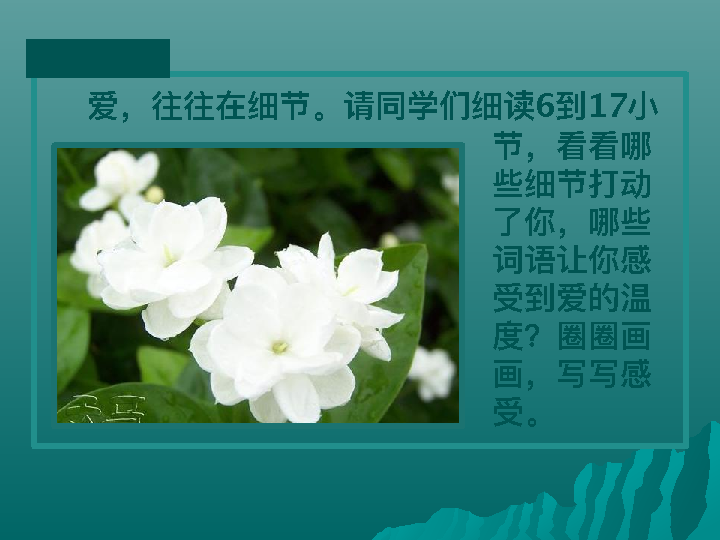 爱，往往在细节。请同学们细读6到17小
节，看看哪
些细节打动
了你，哪些
词语让你感
受到爱的温
度？圈圈画
画，写写感
受。